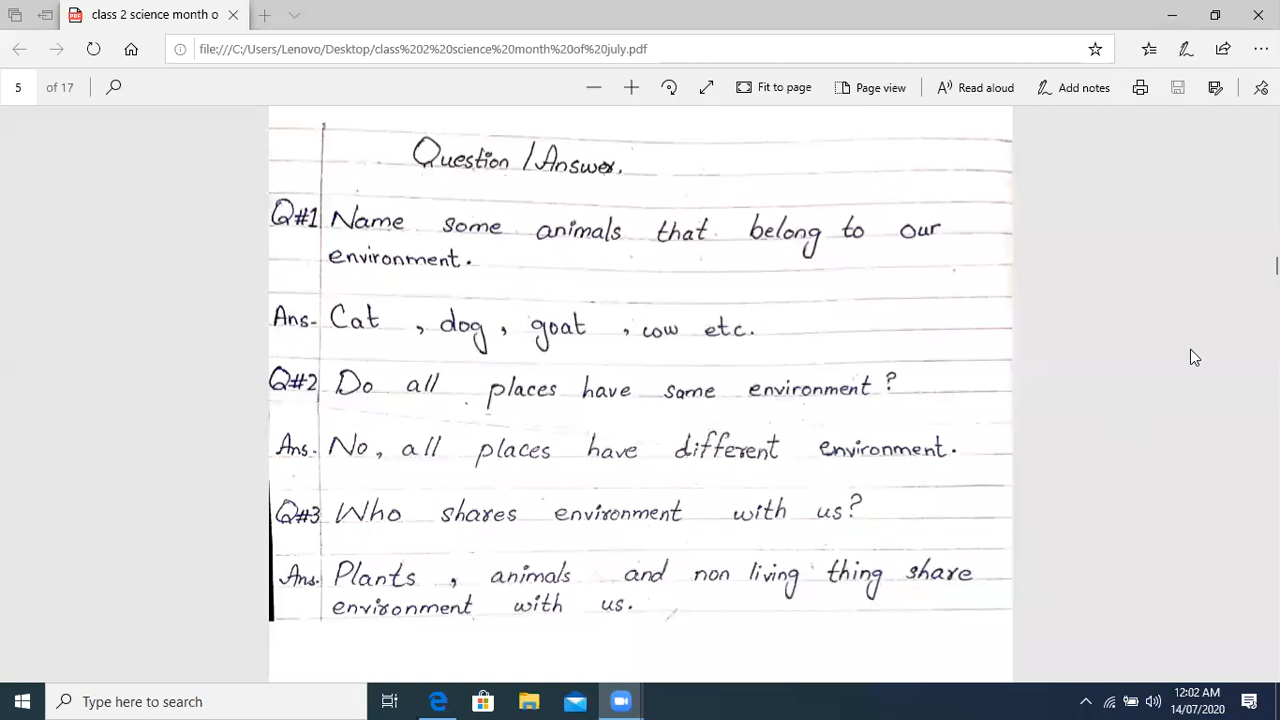 class 2 science month o
file:///C:/Users/Lenovo/Desktop/class%202%20science%20month%20of%20july.pdf
5 of 17
Fit to page
Page view
Read aloud
Add notes
Question / Answer.
Q#1 Name some animals that belong to our
environment.
Ans- Cat , dog , goat , cow etc.
Q#2 Do all places have same environment?
Ans. No, all places have different environment.
Q#3 Who shares environment with us?
Ans. Plants , animals and non living thing share
environment with us.
Type here to search
12:02 AM
14/07/2020